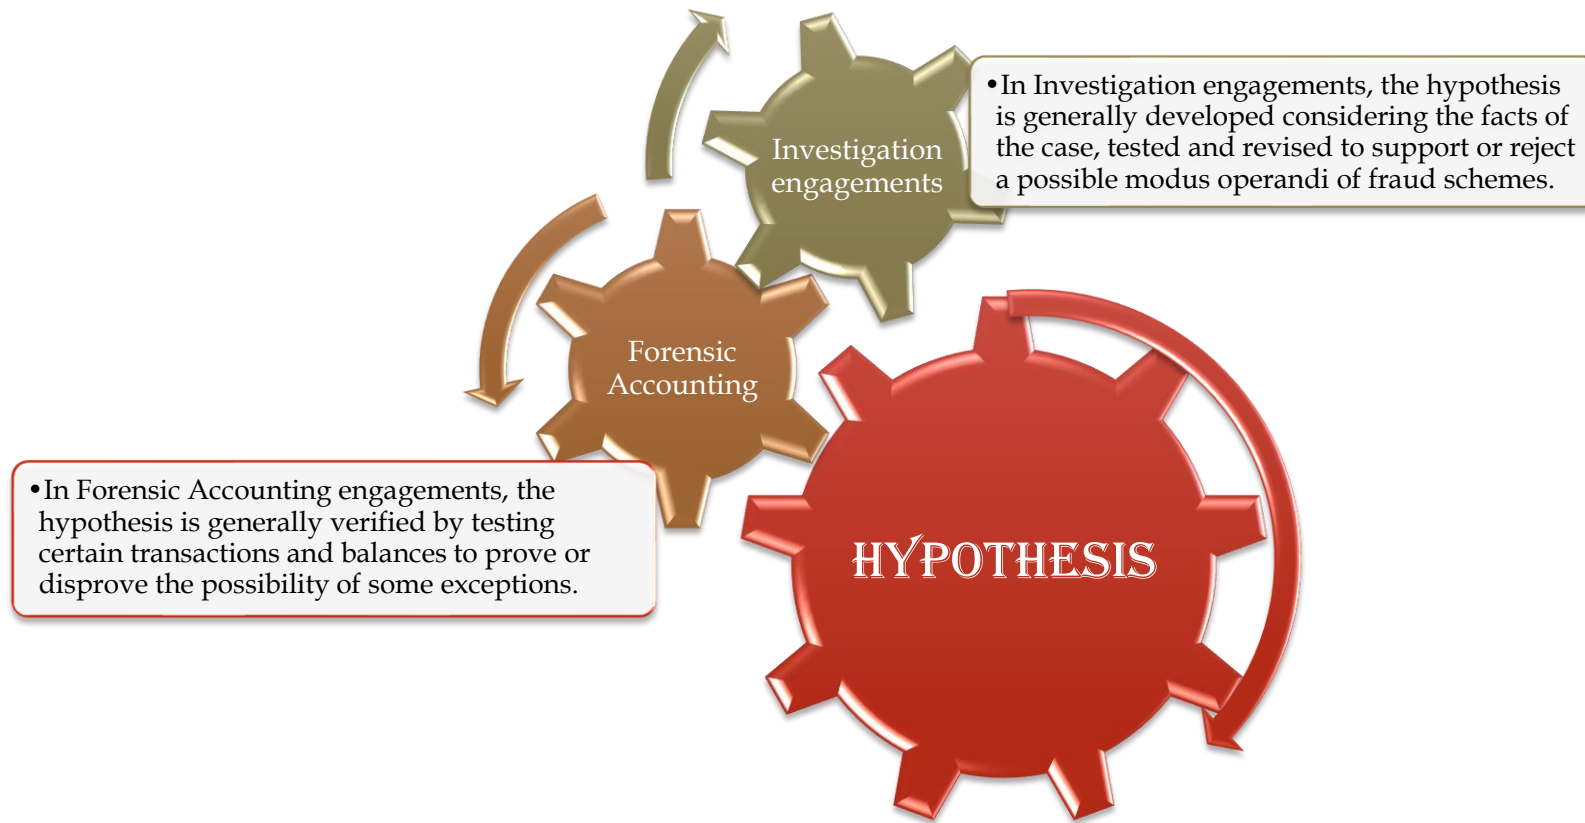 Investigation
engagements
•In Investigation engagements, the hypothesis
is generally developed considering the facts of
the case, tested and revised to support or reject
a possible modus operandi of fraud schemes.
Forensic
Accounting
•In Forensic Accounting engagements, the
hypothesis is generally verified by testing
certain transactions and balances to prove or
disprove the possibility of some exceptions.
HYPOTHESIS